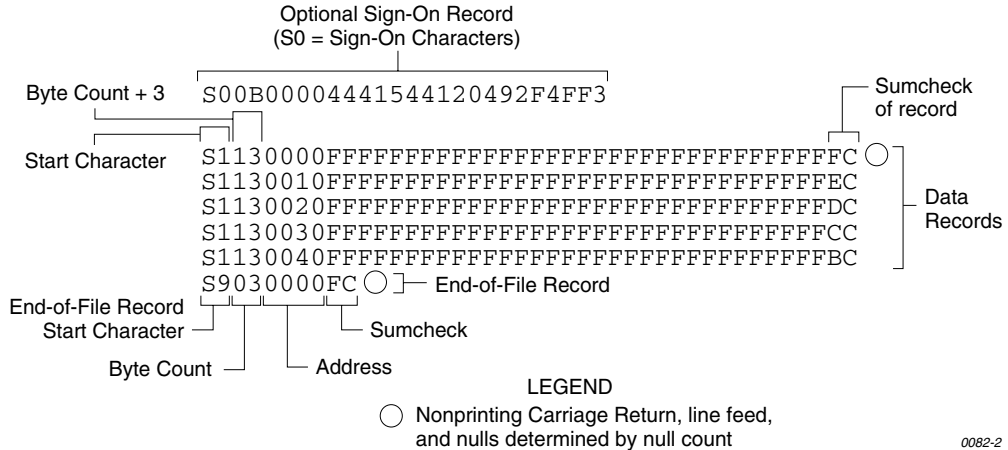 Optional Sign-On Record
(S0 = Sign-On Characters)
S00B00004441544120492F4FF3
Byte Count + 3
Start Character
Sumcheck
of record
S1130000FFFFFFFFFFFFFFFFFFFFFFFFFFFFFFFFFC
S1130010FFFFFFFFFFFFFFFFFFFFFFFFFFFFFFFFEC
S1130020FFFFFFFFFFFFFFFFFFFFFFFFFFFFFFFFDC
S1130030FFFFFFFFFFFFFFFFFFFFFFFFFFFFFFFFCC
S1130040FFFFFFFFFFFFFFFFFFFFFFFFFFFFFFFFBC
Data
Records
S9030000FC
End-of-File Record
End-of-File Record
Start Character
Sumcheck
Byte Count
Address
LEGEND
Nonprinting Carriage Return, line feed,
and nulls determined by null count
0082-2